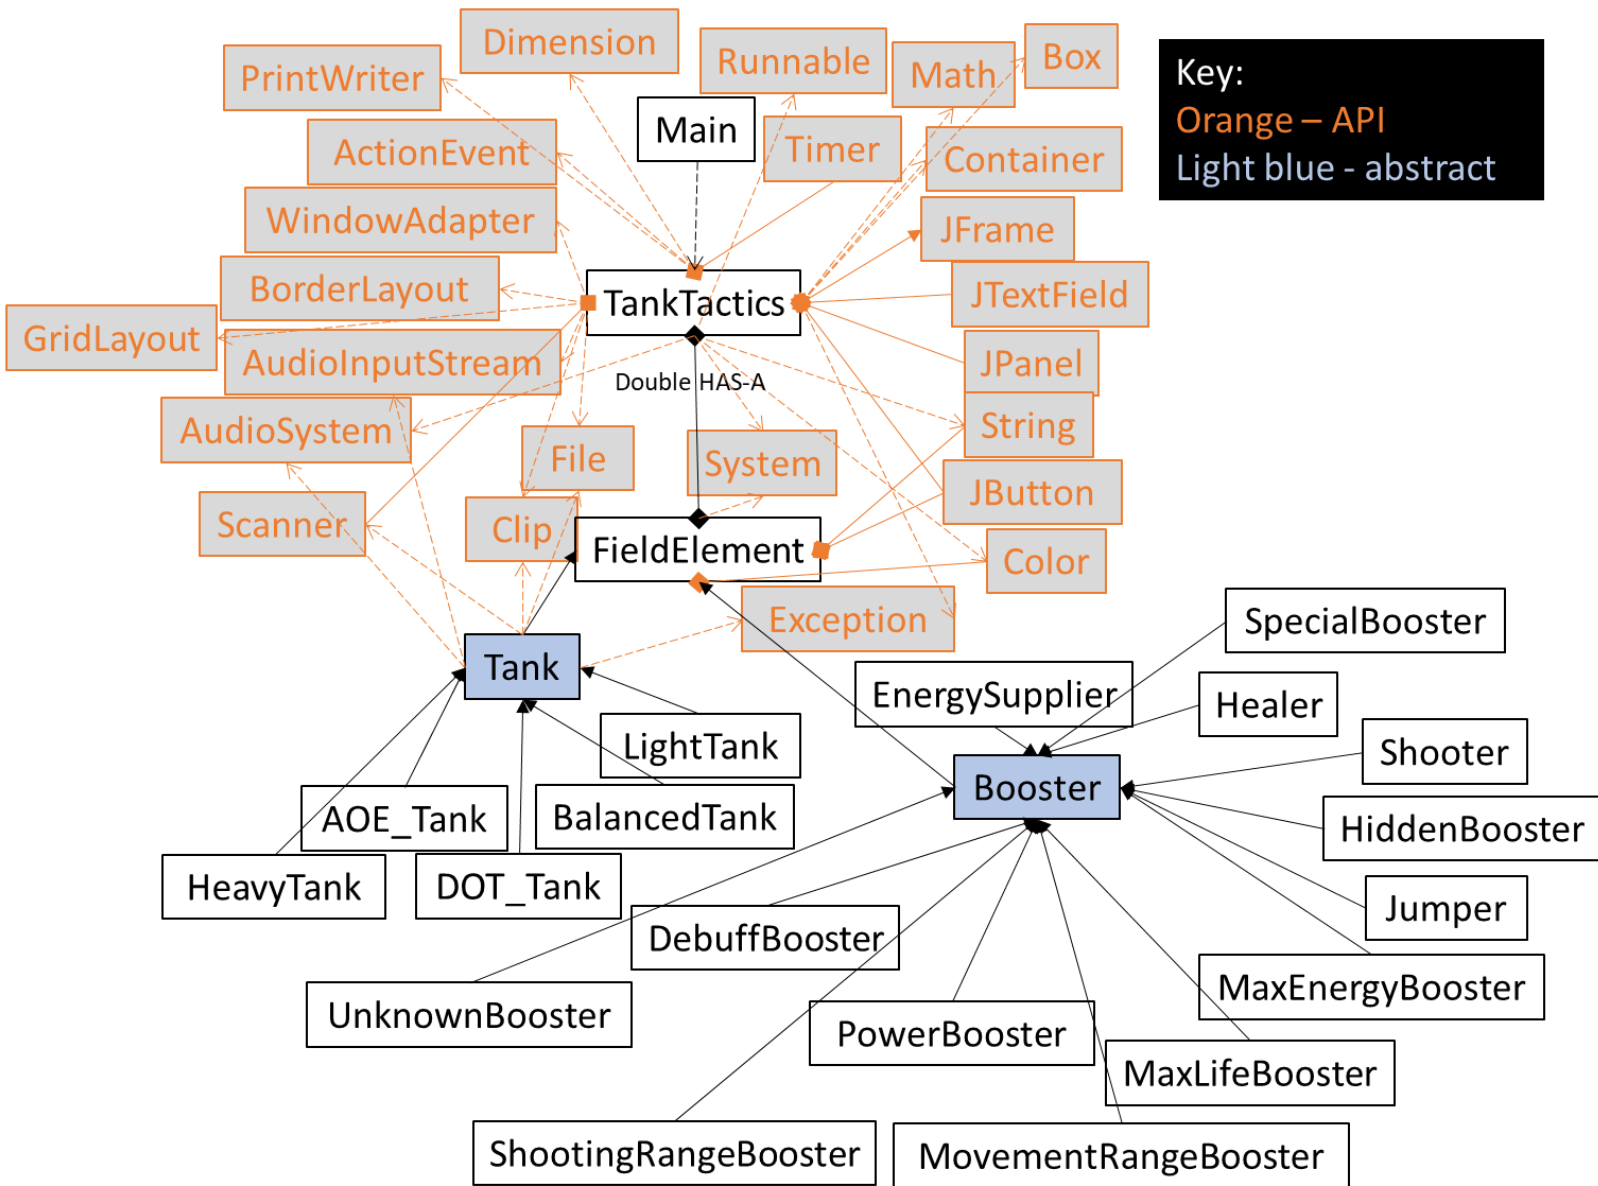 Dimension
Runnable
Box
PrintWriter
Math
Key:
Orange – API
Light blue - abstract
Main
ActionEvent
Timer
Container
WindowAdapter
JFrame
BorderLayout
TankTactics
JTextField
GridLayout
AudioInputStream
JPanel
Double HAS-A
AudioSystem
String
File
System
JButton
Scanner
Clip
FieldElement
Color
Exception
SpecialBooster
Tank
EnergySupplier
Healer
LightTank
Shooter
Booster
AOE_Tank
BalancedTank
HiddenBooster
HeavyTank
DOT_Tank
Jumper
DebuffBooster
MaxEnergyBooster
UnknownBooster
PowerBooster
MaxLifeBooster
ShootingRangeBooster
MovementRangeBooster